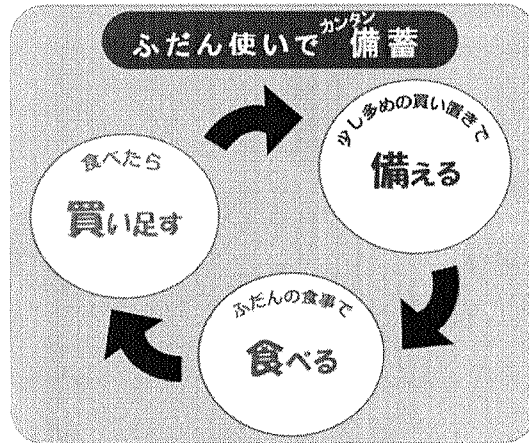 ふだん使いで備蓄
カンタン
少し多めの買い置きで
備える
ふだんの食事で
食べる
食べたら
買い足す